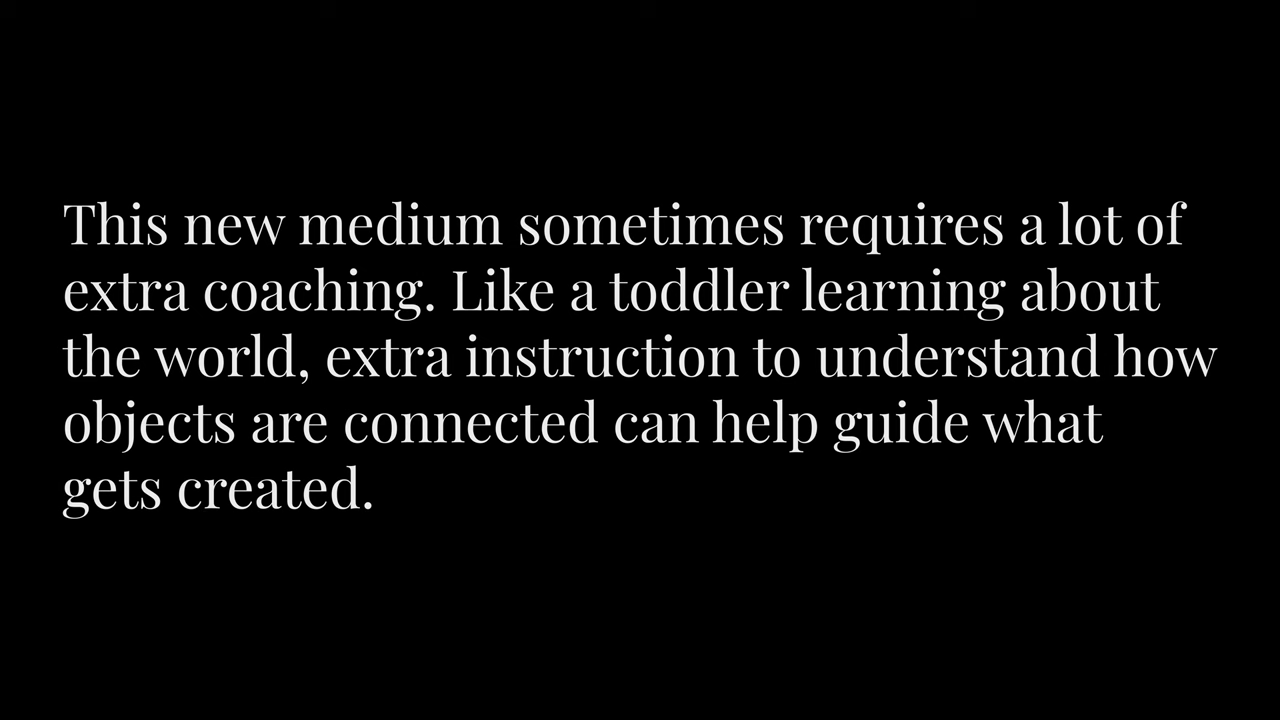 This new medium sometimes requires a lot of
extra coaching. Like a toddler learning about
the world, extra instruction to understand how
objects are connected can help guide what
gets created.